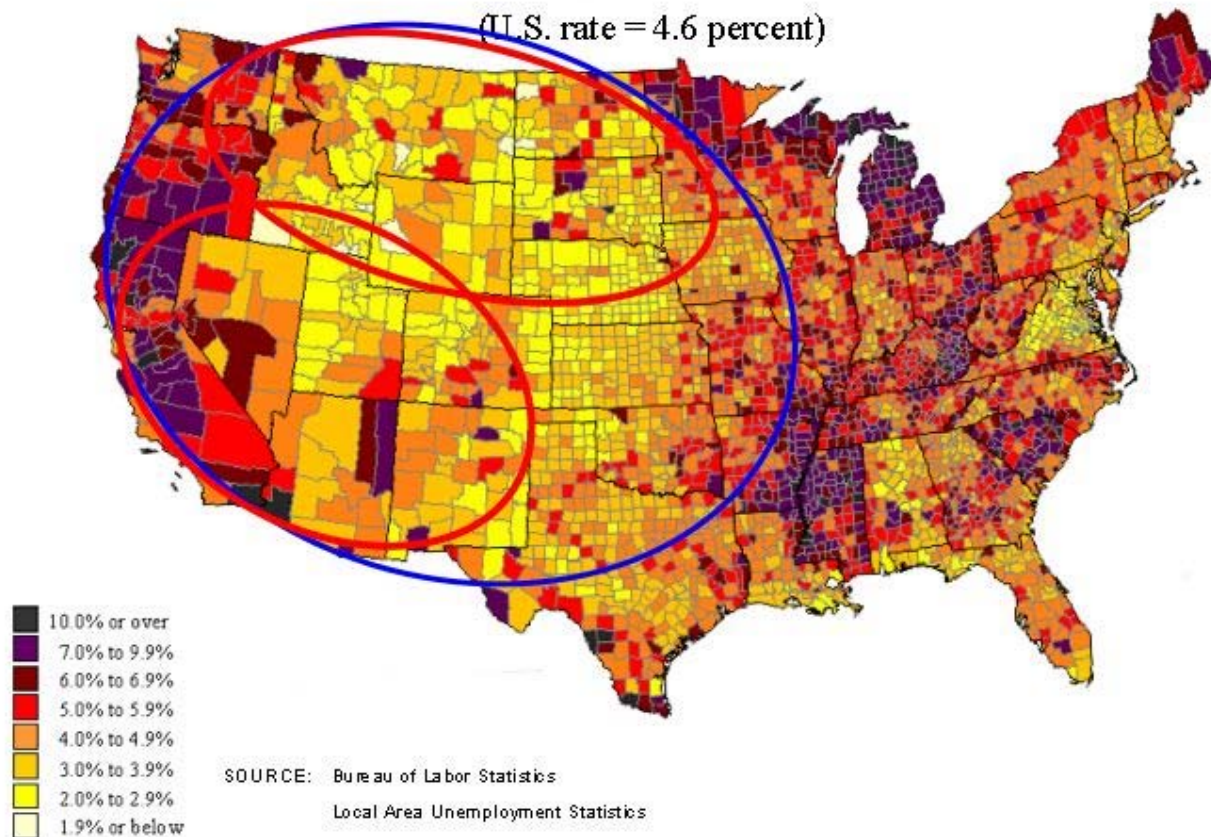 (U.S. rate = 4.6 percent)
10.0% or over
7.0% to 9.9%
6.0% to 6.9%
5.0% to 5.9%
4.0% to 4.9%
3.0% to 3.9%
2.0% to 2.9%
1.9% or below
SOURCE: Bureau of Labor Statistics
Local Area Unemployment Statistics